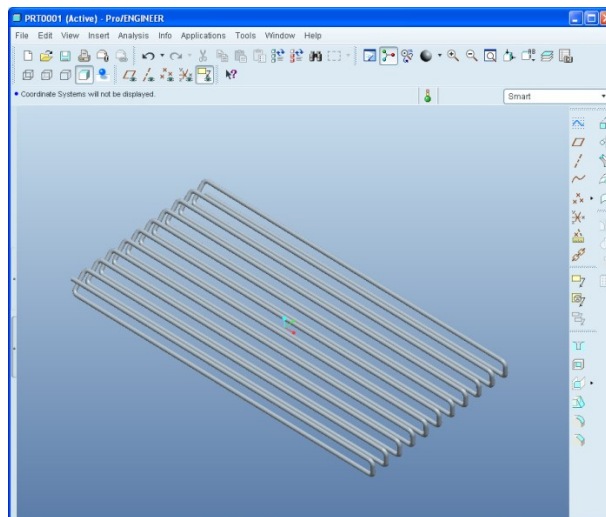 PRT0001 (Active) - Pro/ENGINEER
File Edit View Insert Analysis Info Applications Tools Window Help
Coordinate Systems will not be displayed.
Smart